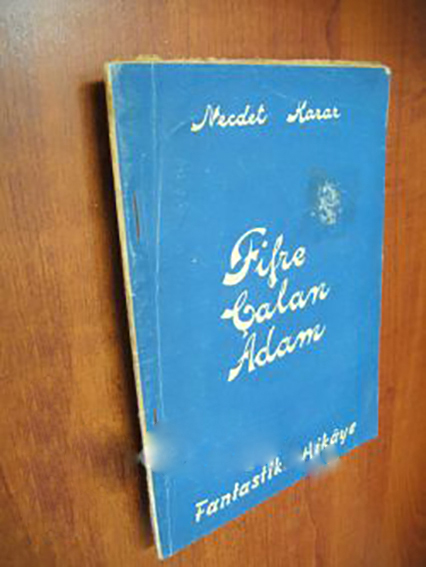 Necdet Karar
Fifre
Çalan
Adam
Fantastik Hikâye